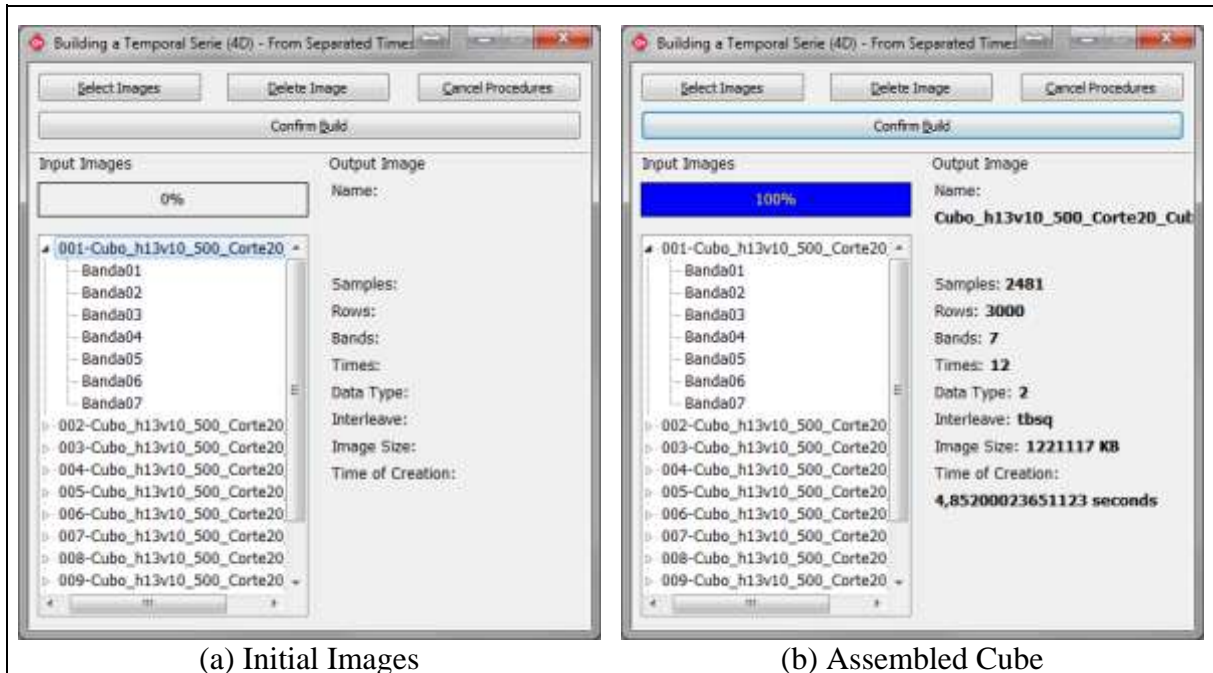 Building a Temporal Serie (4D) - From Separated Times
Select Images Delete Image Cancel Procedures
Confirm Build
Input Images
0%
001-Cubo_h13v10_500_Corte20
Banda01
Banda02
Banda03
Banda04
Banda05
Banda06
Banda07
002-Cubo_h13v10_500_Corte20
003-Cubo_h13v10_500_Corte20
004-Cubo_h13v10_500_Corte20
005-Cubo_h13v10_500_Corte20
006-Cubo_h13v10_500_Corte20
007-Cubo_h13v10_500_Corte20
008-Cubo_h13v10_500_Corte20
009-Cubo_h13v10_500_Corte20
Output Image
Name:
Samples:
Rows:
Bands:
Times:
Data Type:
Interleave:
Image Size:
Time of Creation:
(a) Initial Images
Building a Temporal Serie (4D) - From Separated Times
Select Images Delete Image Cancel Procedures
Confirm Build
Input Images
100%
001-Cubo_h13v10_500_Corte20
Banda01
Banda02
Banda03
Banda04
Banda05
Banda06
Banda07
002-Cubo_h13v10_500_Corte20
003-Cubo_h13v10_500_Corte20
004-Cubo_h13v10_500_Corte20
005-Cubo_h13v10_500_Corte20
006-Cubo_h13v10_500_Corte20
007-Cubo_h13v10_500_Corte20
008-Cubo_h13v10_500_Corte20
009-Cubo_h13v10_500_Corte20
Output Image
Name:
Cubo_h13v10_500_Corte20_Cub
Samples: 2481
Rows: 3000
Bands: 7
Times: 12
Data Type: 2
Interleave: tbsq
Image Size: 1221117 KB
Time of Creation:
4,85200023651123 seconds
(b) Assembled Cube